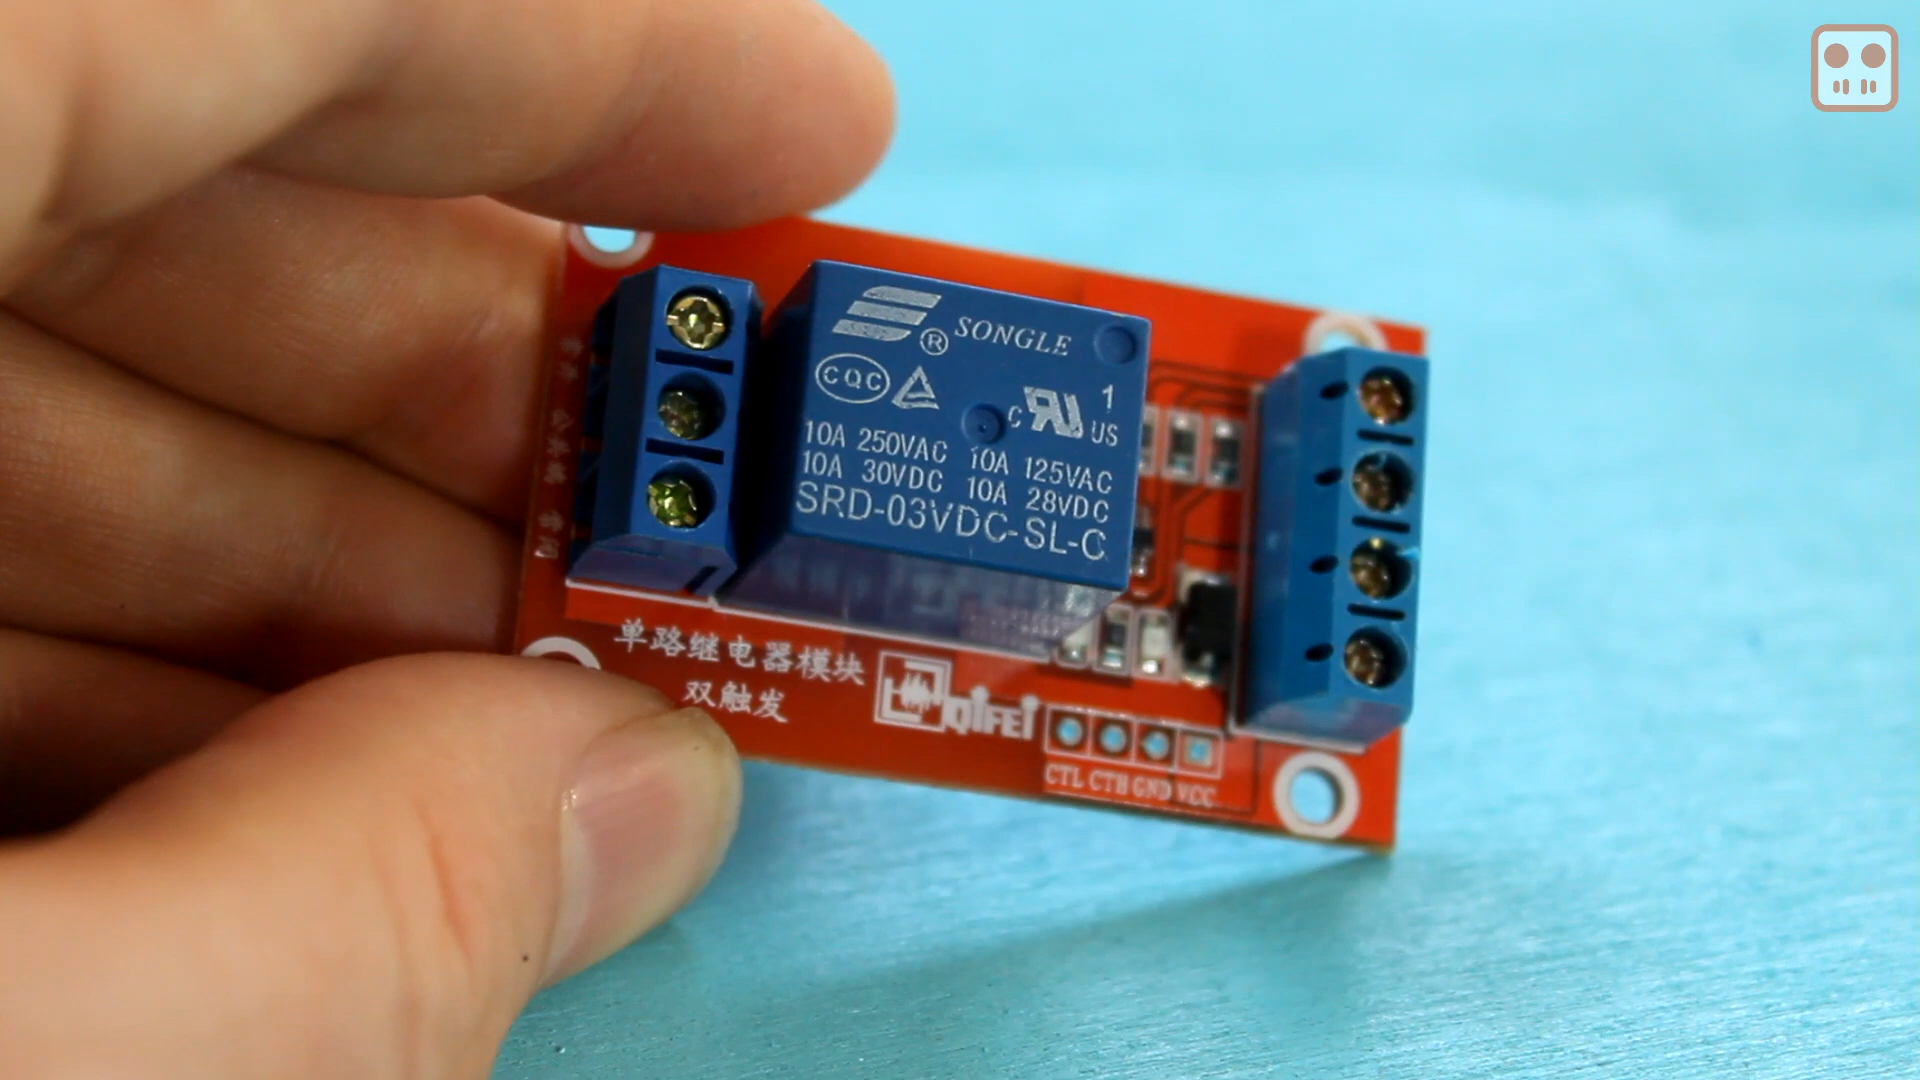 SONGLE
®
CQC
C US
1
10A 250VAC 10A 125VAC
10A 30VDC 10A 28VDC
SRD-03VDC-SL-C
单路继电器模块
双触发
QIFEI
CTL CTH GND VCC